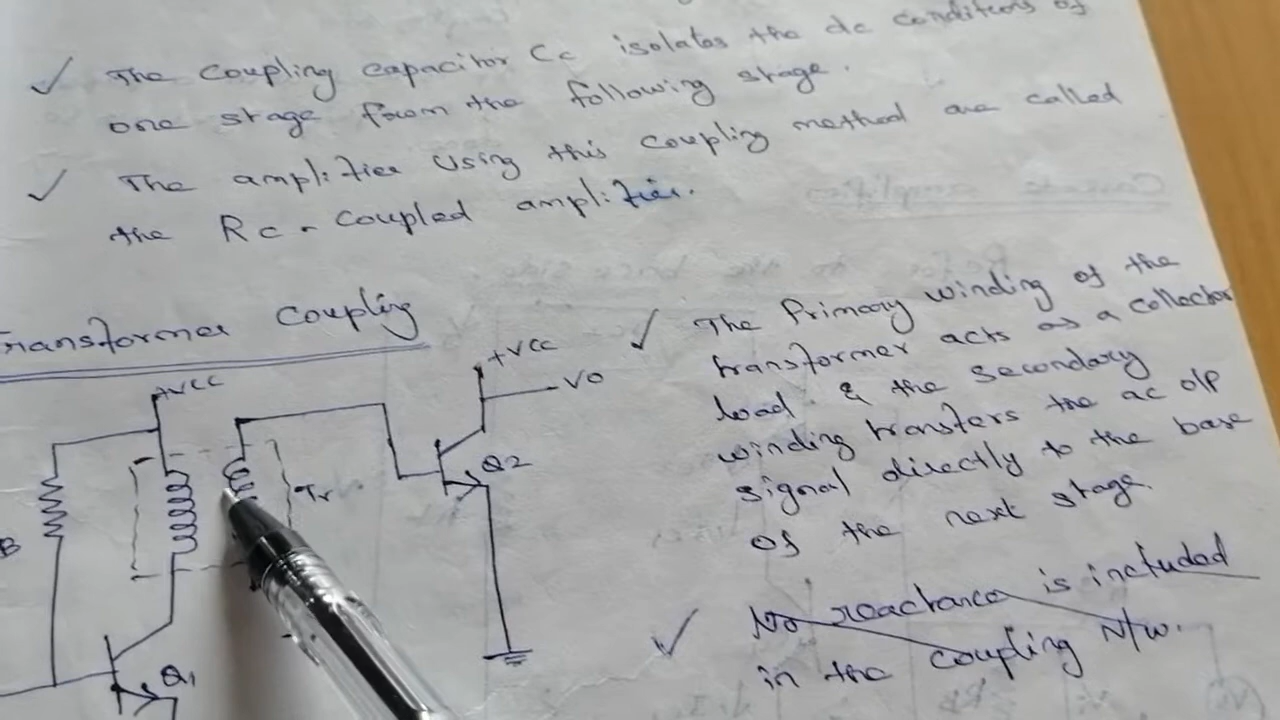 ✓ The coupling capacitor Cc isolates the dc conditions of
one stage from the following stage.
✓ The amplifier using this coupling method are called
the Rc-coupled amplifier.
Transformer Coupling
✓ The Primary winding of the
transformer acts as a collector
load & the secondary
winding transfers the ac o/p
signal directly to the base
of the next stage.
✓ No reactance is included
in the coupling N/w.
+VCC
+VCC
VO
Q2
Tr
B
Q1